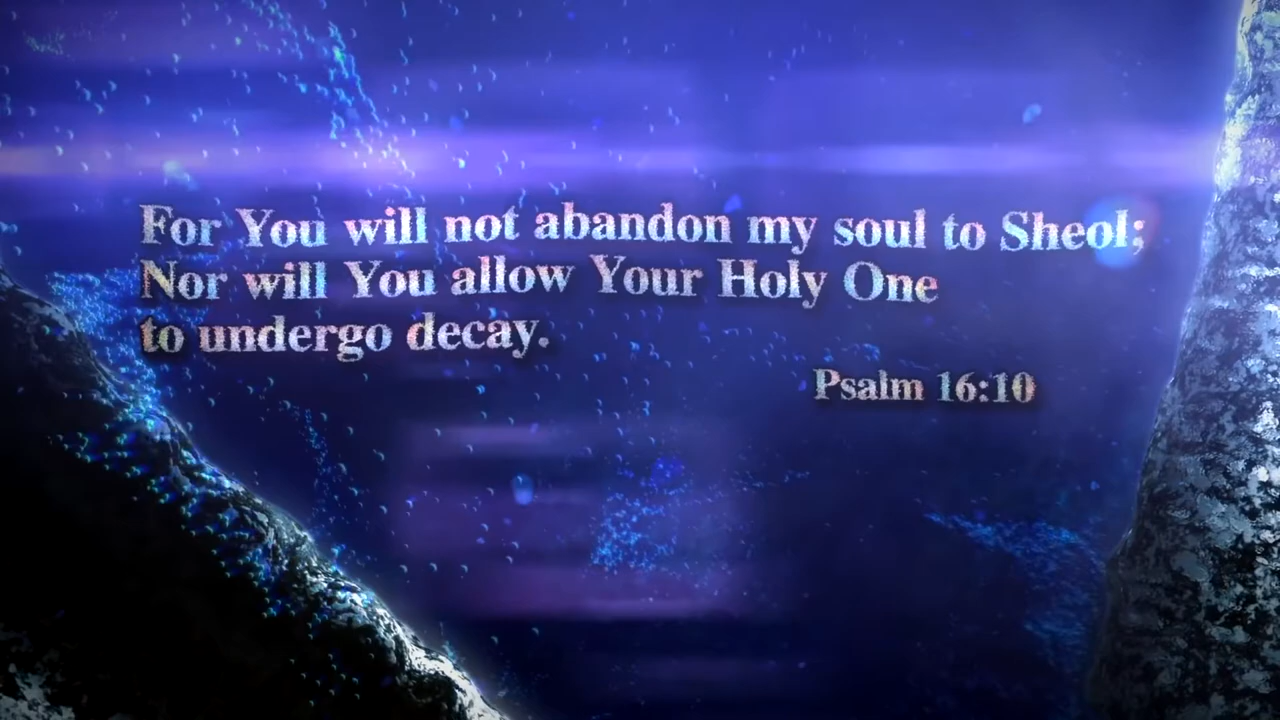 For You will not abandon my soul to Sheol;
Nor will You allow Your Holy One
to undergo decay.
Psalm 16:10